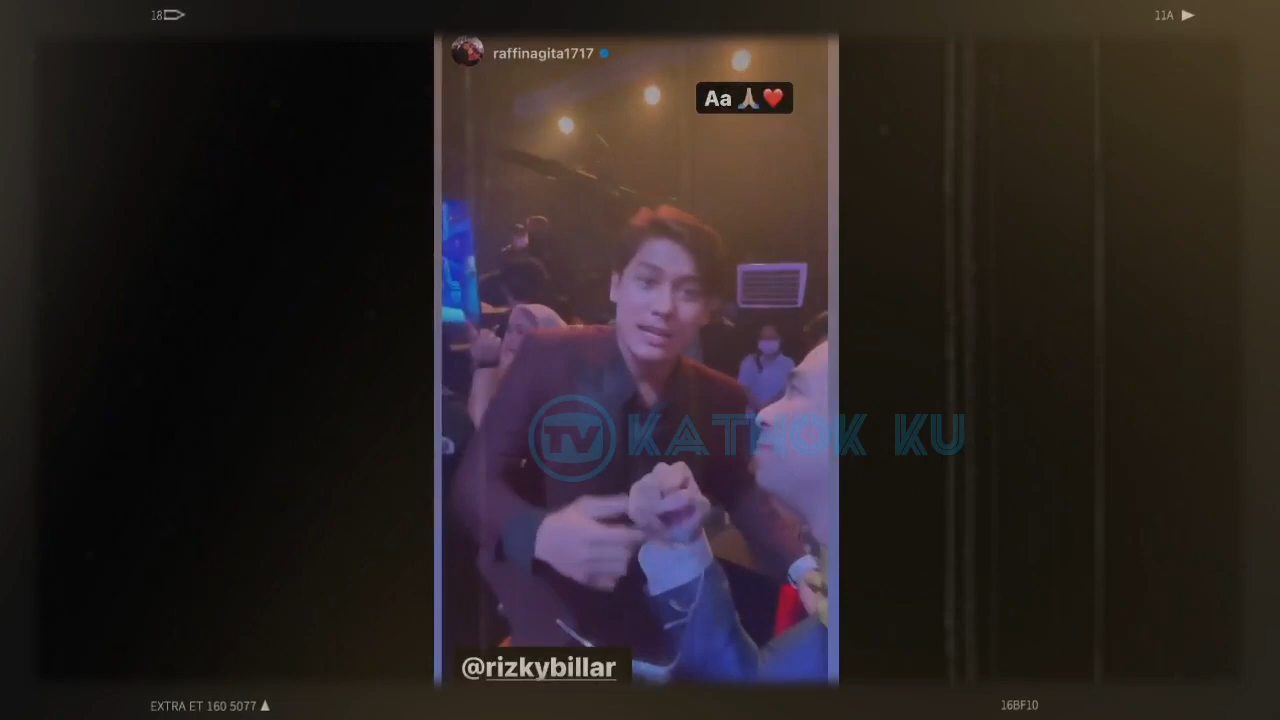 18
11A
raffinagita1717
Aa 🙏❤️
TV KATHOK KU
@rizkybillar
EXTRA ET 160 5077
16BF10